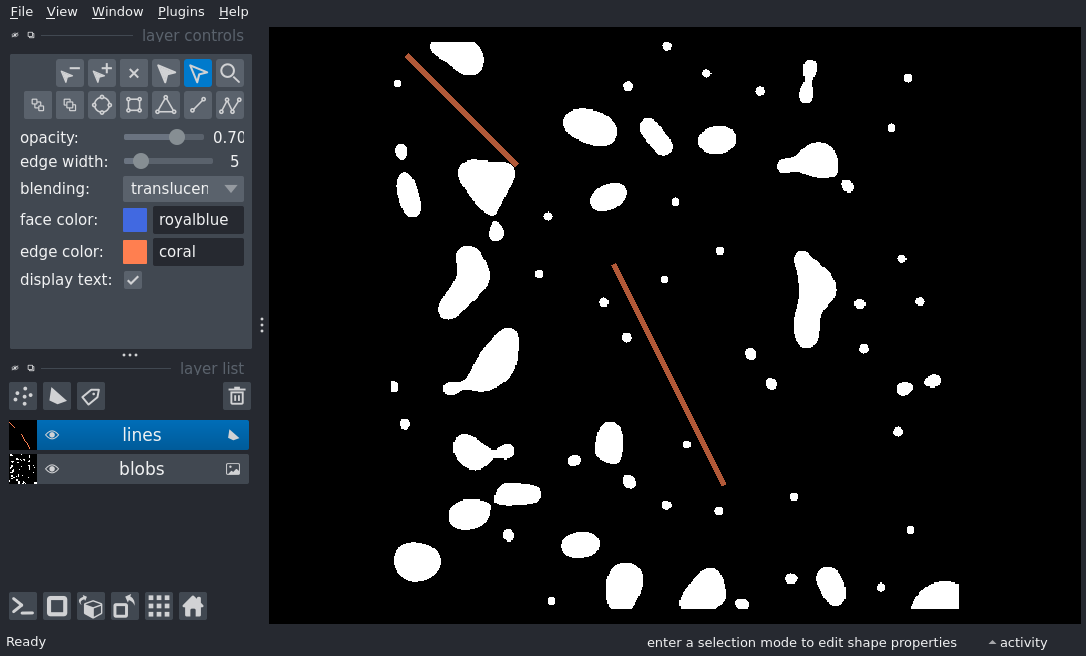 File View Window Plugins Help
layer controls
opacity: 0.70
edge width: 5
blending: translucen
face color: royalblue
edge color: coral
display text:
layer list
lines
blobs
Ready
enter a selection mode to edit shape properties
activity